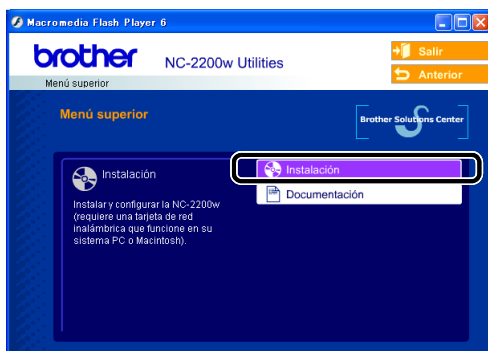 Macromedia Flash Player 6
brother
NC-2200w Utilities
Salir
Anterior
Menú superior
Menú superior
Brother Solutions Center
Instalación
Instalar y configurar la NC-2200w
(requiere una tarjeta de red
inalámbrica que funcione en su
sistema PC o Macintosh).
Instalación
Documentación